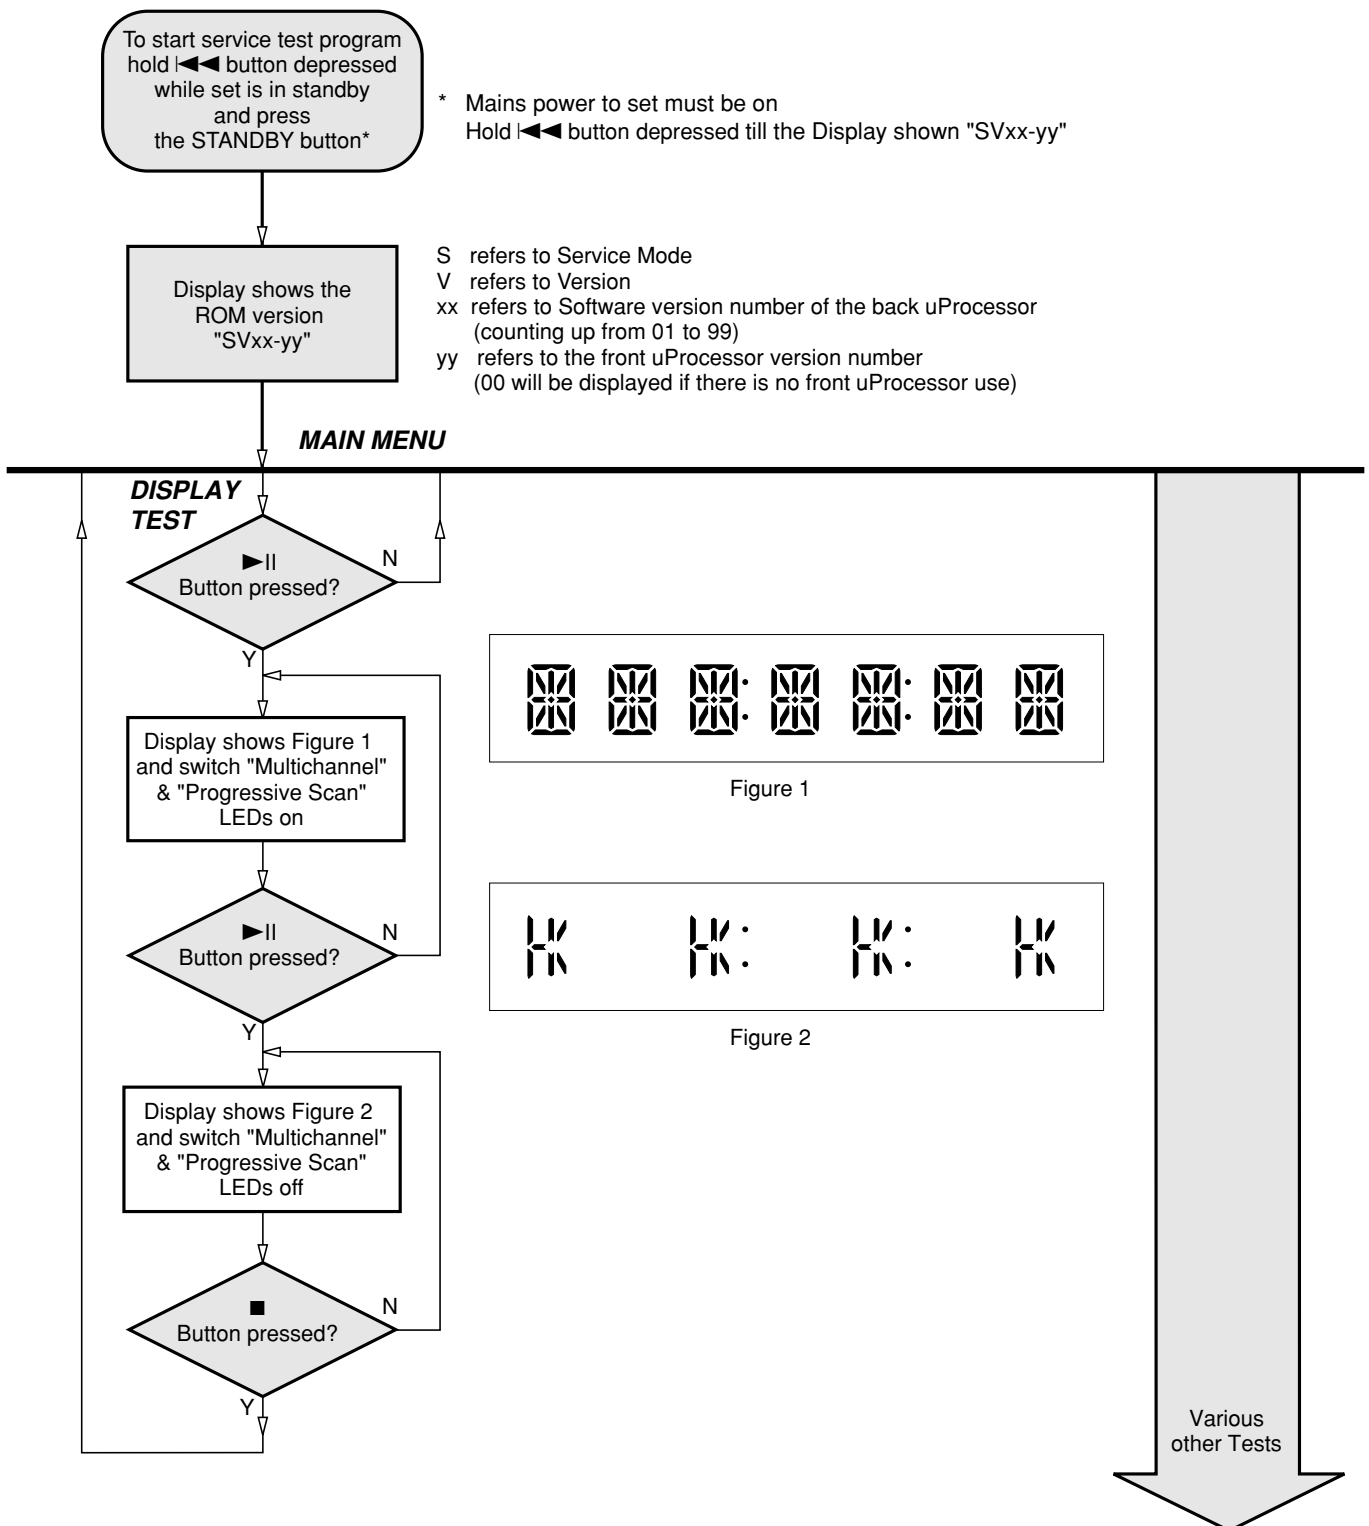 To start service test program
hold |◄◄ button depressed
while set is in standby
and press
the STANDBY button*
* Mains power to set must be on
Hold |◄◄ button depressed till the Display shown "SVxx-yy"
Display shows the
ROM version
"SVxx-yy"
S refers to Service Mode
V refers to Version
xx refers to Software version number of the back uProcessor
(counting up from 01 to 99)
yy refers to the front uProcessor version number
(00 will be displayed if there is no front uProcessor use)
MAIN MENU
DISPLAY
TEST
►II
Button pressed?
N
Y
Display shows Figure 1
and switch "Multichannel"
& "Progressive Scan"
LEDs on
Figure 1
►II
Button pressed?
N
Y
Figure 2
Display shows Figure 2
and switch "Multichannel"
& "Progressive Scan"
LEDs off
■
Button pressed?
N
Y
Various
other Tests